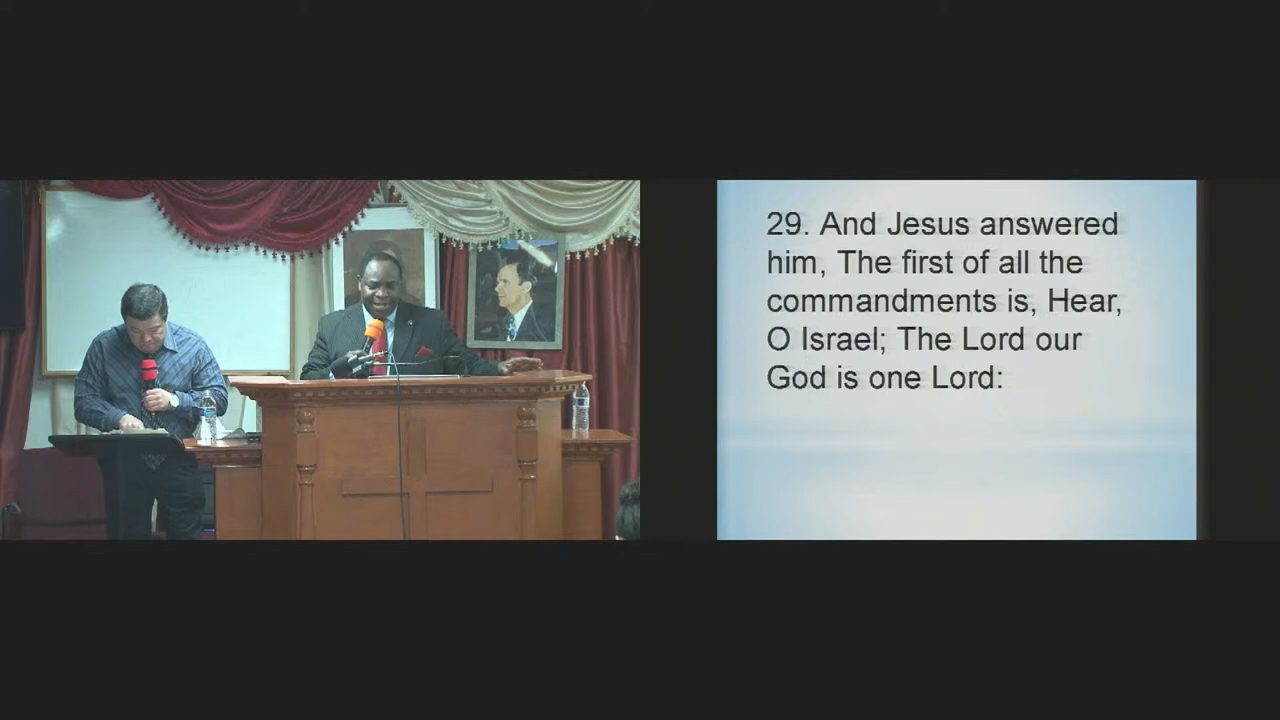 29. And Jesus answered
him, The first of all the
commandments is, Hear,
O Israel; The Lord our
God is one Lord: